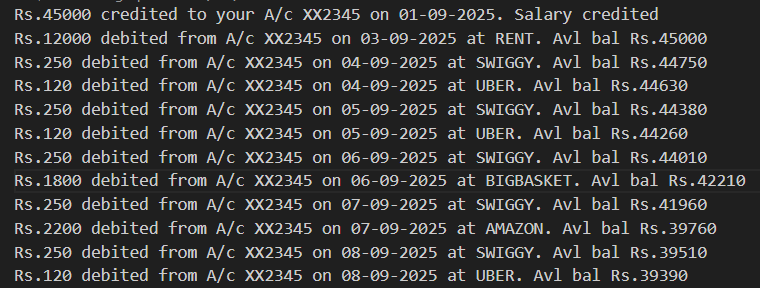 Rs.45000 credited to your A/c XX2345 on 01-09-2025. Salary credited
Rs.12000 debited from A/c XX2345 on 03-09-2025 at RENT. Avl bal Rs.45000
Rs.250 debited from A/c XX2345 on 04-09-2025 at SWIGGY. Avl bal Rs.44750
Rs.120 debited from A/c XX2345 on 04-09-2025 at UBER. Avl bal Rs.44630
Rs.250 debited from A/c XX2345 on 05-09-2025 at SWIGGY. Avl bal Rs.44380
Rs.120 debited from A/c XX2345 on 05-09-2025 at UBER. Avl bal Rs.44260
Rs.250 debited from A/c XX2345 on 06-09-2025 at SWIGGY. Avl bal Rs.44010
Rs.1800 debited from A/c XX2345 on 06-09-2025 at BIGBASKET. Avl bal Rs.42210
Rs.250 debited from A/c XX2345 on 07-09-2025 at SWIGGY. Avl bal Rs.41960
Rs.2200 debited from A/c XX2345 on 07-09-2025 at AMAZON. Avl bal Rs.39760
Rs.250 debited from A/c XX2345 on 08-09-2025 at SWIGGY. Avl bal Rs.39510
Rs.120 debited from A/c XX2345 on 08-09-2025 at UBER. Avl bal Rs.39390